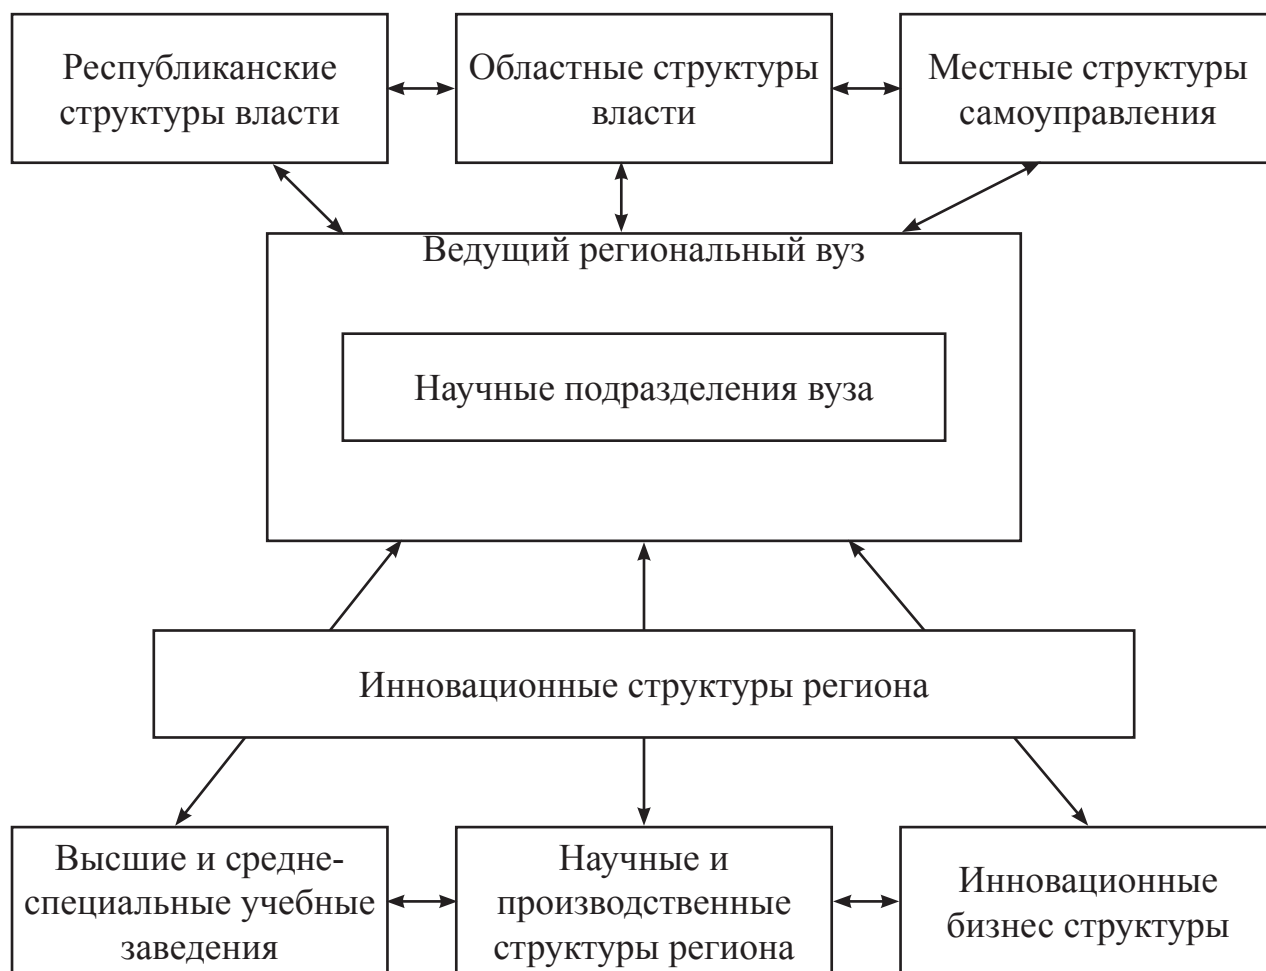 Республиканские
структуры власти
Областные структуры
власти
Местные структуры
самоуправления
Ведущий региональный вуз
Научные подразделения вуза
Инновационные структуры региона
Высшие и средне-
специальные учебные
заведения
Научные и
производственные
структуры региона
Инновационные
бизнес структуры